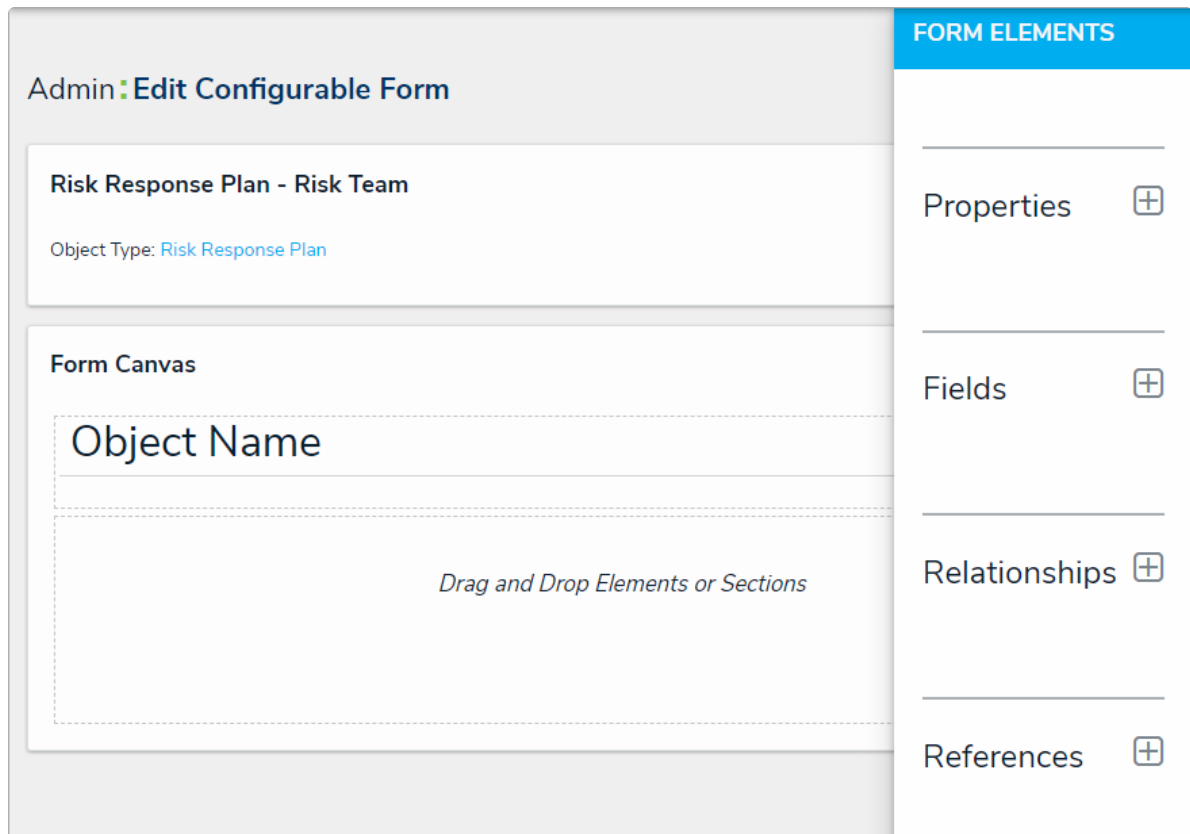 Admin:Edit Configurable Form
Risk Response Plan - Risk Team
Object Type: Risk Response Plan
Form Canvas
Object Name
Drag and Drop Elements or Sections
FORM ELEMENTS
Properties
Fields
Relationships
References